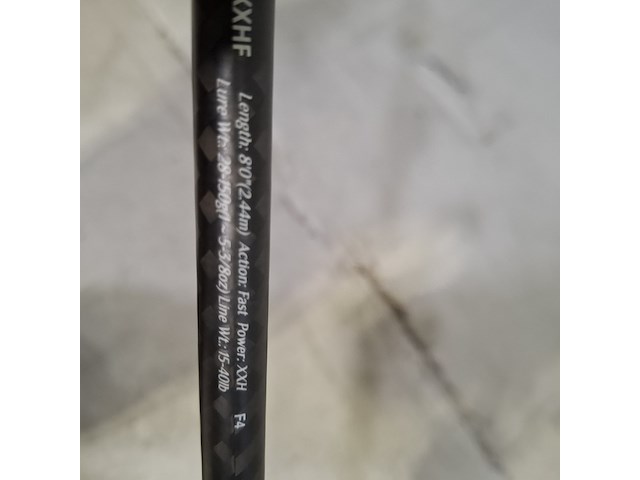 XXHF
Length: 8'0"(2.44m) Action: Fast Power: XXH F4
Lure Wt.: 28-150gr(1 ~ 5-3/8oz) Line Wt.: 15-40lb